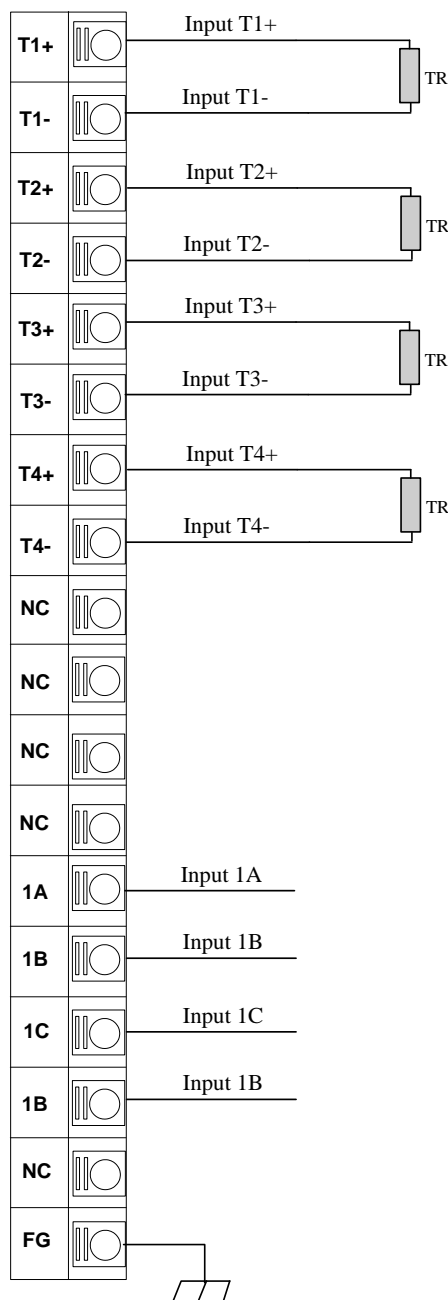 T1+ Input T1+
TR
T1- Input T1-
T2+ Input T2+
TR
T2- Input T2-
T3+ Input T3+
TR
T3- Input T3-
T4+ Input T4+
TR
T4- Input T4-
NC
NC
NC
NC
1A Input 1A
1B Input 1B
1C Input 1C
1B Input 1B
NC
FG